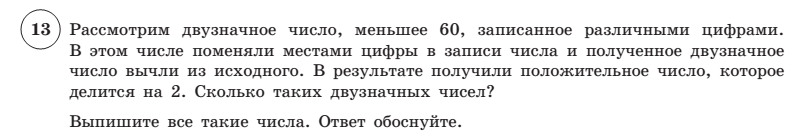 13 Рассмотрим двузначное число, меньшее 60, записанное различными цифрами.
В этом числе поменяли местами цифры в записи числа и полученное двузначное
число вычли из исходного. В результате получили положительное число, которое
делится на 2. Сколько таких двузначных чисел?
Выпишите все такие числа. Ответ обоснуйте.